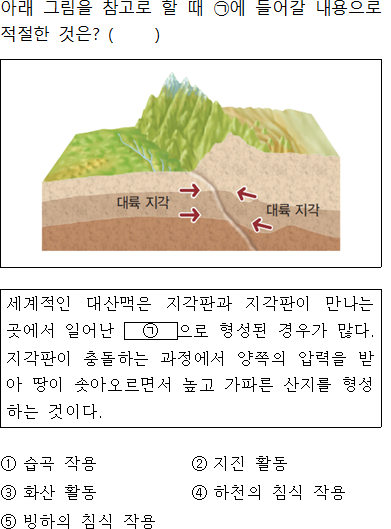 아래 그림을 참고로 할 때 ㉠에 들어갈 내용으로
적절한 것은? (     )
대륙 지각
대륙 지각
세계적인 대산맥은 지각판과 지각판이 만나는
곳에서 일어난 ㉠으로 형성된 경우가 많다.
지각판이 충돌하는 과정에서 양쪽의 압력을 받
아 땅이 솟아오르면서 높고 가파른 산지를 형성
하는 것이다.
① 습곡 작용 ② 지진 활동
③ 화산 활동 ④ 하천의 침식 작용
⑤ 빙하의 침식 작용